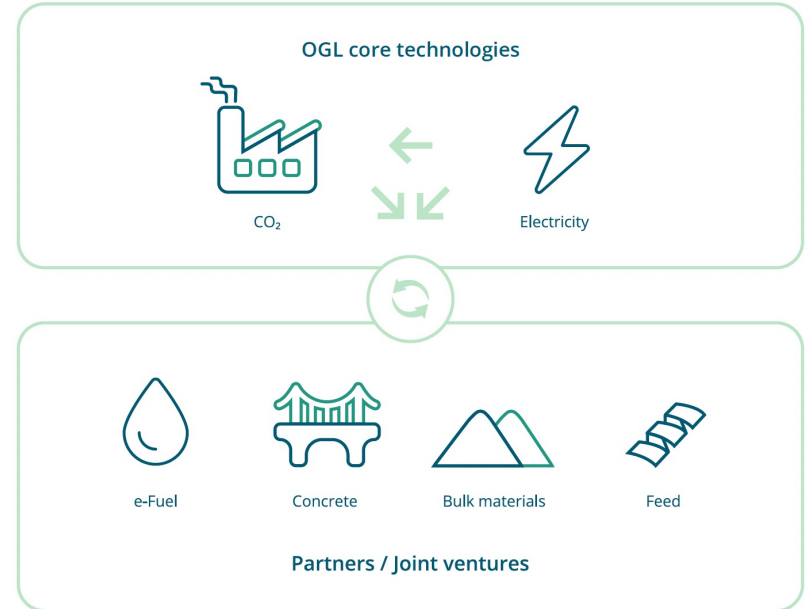 OGL core technologies
CO₂
Electricity
e-Fuel
Concrete
Bulk materials
Feed
Partners / Joint ventures